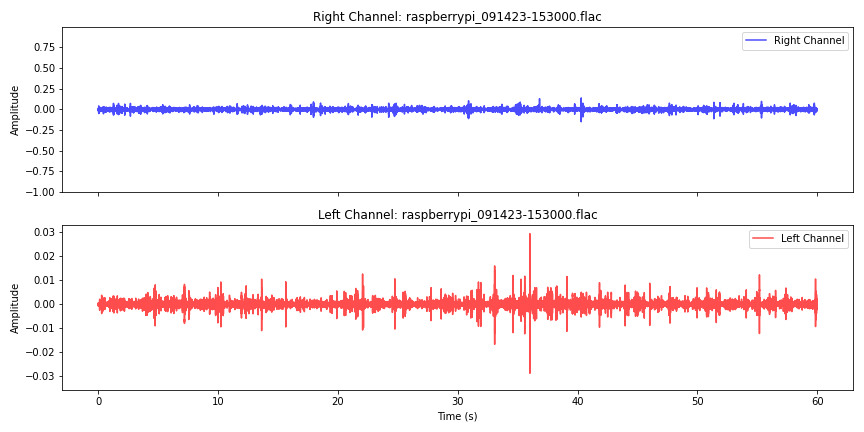 Right Channel: raspberrypi_091423-153000.flac
Right Channel
Amplitude
0.75
0.50
0.25
0.00
−0.25
−0.50
−0.75
−1.00
Left Channel: raspberrypi_091423-153000.flac
Left Channel
Amplitude
0.03
0.02
0.01
0.00
−0.01
−0.02
−0.03
0 10 20 30 40 50 60
Time (s)